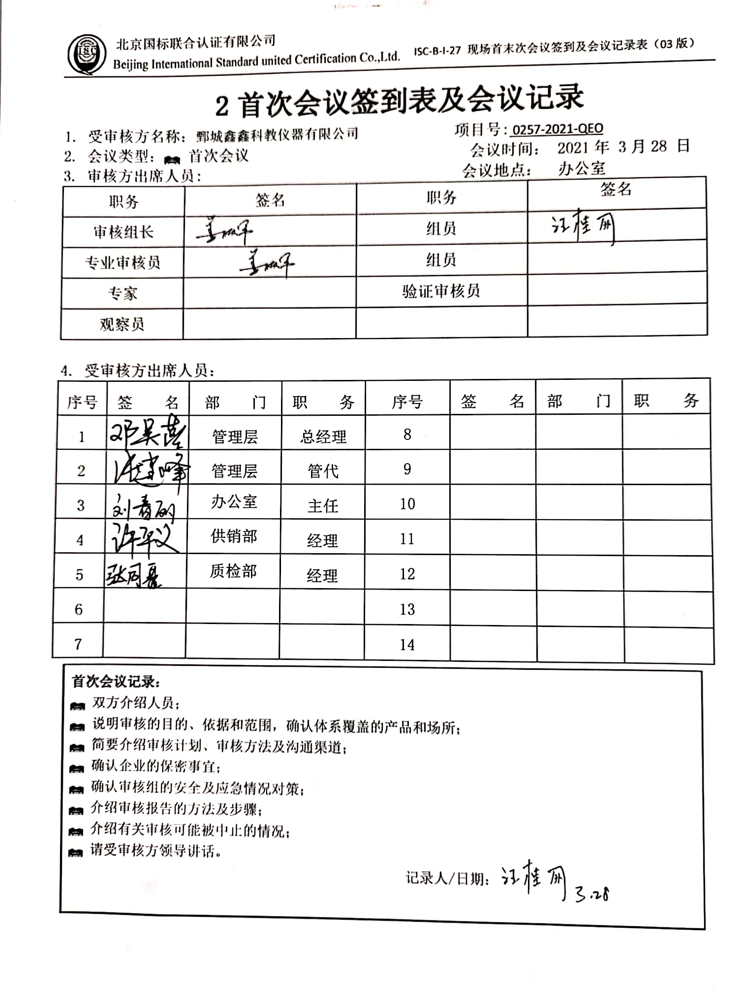 北京国标联合认证有限公司
Beijing International Standard united Certification Co.,Ltd. ISC-B-I-27 现场首末次会议签到及会议记录表（03 版）
2 首次会议签到表及会议记录
1. 受审核方名称：鄄城鑫鑫科教仪器有限公司 项目号：0257-2021-QEO
2. 会议类型： 首次会议 会议时间： 2021 年 3 月 28 日
3. 审核方出席人员： 会议地点： 办公室
职务 签名 职务 签名
审核组长 组员 汪桂丽
专业审核员 组员
专家 验证审核员
观察员
4. 受审核方出席人员：
序号 签 名 部 门 职 务 序号 签 名 部 门 职 务
1 管理层 总经理 8
2 管理层 管代 9
3 刘青丽 办公室 主任 10
4 供销部 经理 11
5 质检部 经理 12
6 13
7 14
首次会议记录：
双方介绍人员；
说明审核的目的、依据和范围，确认体系覆盖的产品和场所；
简要介绍审核计划、审核方法及沟通渠道；
确认企业的保密事宜；
确认审核组的安全及应急情况对策；
介绍审核报告的方法及步骤；
介绍有关审核可能被中止的情况；
请受审核方领导讲话。
记录人/日期：汪桂丽 3.28